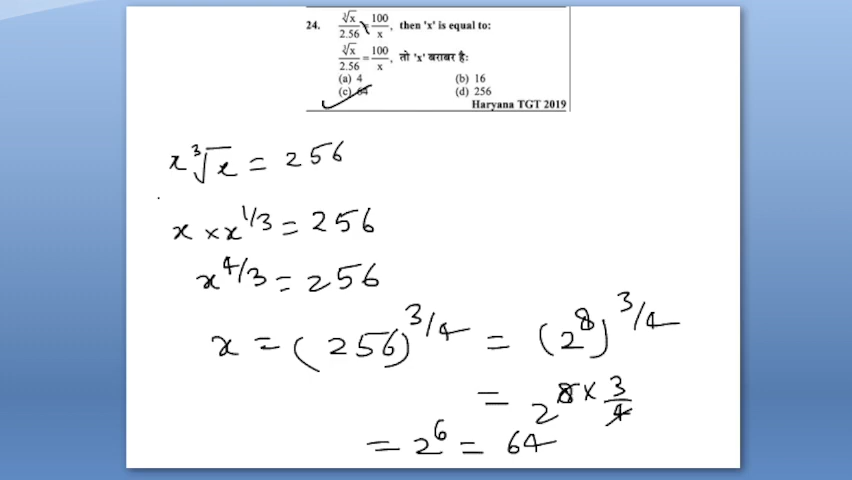 24. ∛x/2.56 = 100/x, then 'x' is equal to:
∛x/2.56 = 100/x, तो 'x' बराबर है:
(a) 4 (b) 16
(c) 64 (d) 256
Haryana TGT 2019
x ∛x = 256
x × x^1/3 = 256
x^4/3 = 256
x = (256)^3/4 = (2^8)^3/4
= 2^8 × 3/4
= 2^6 = 64